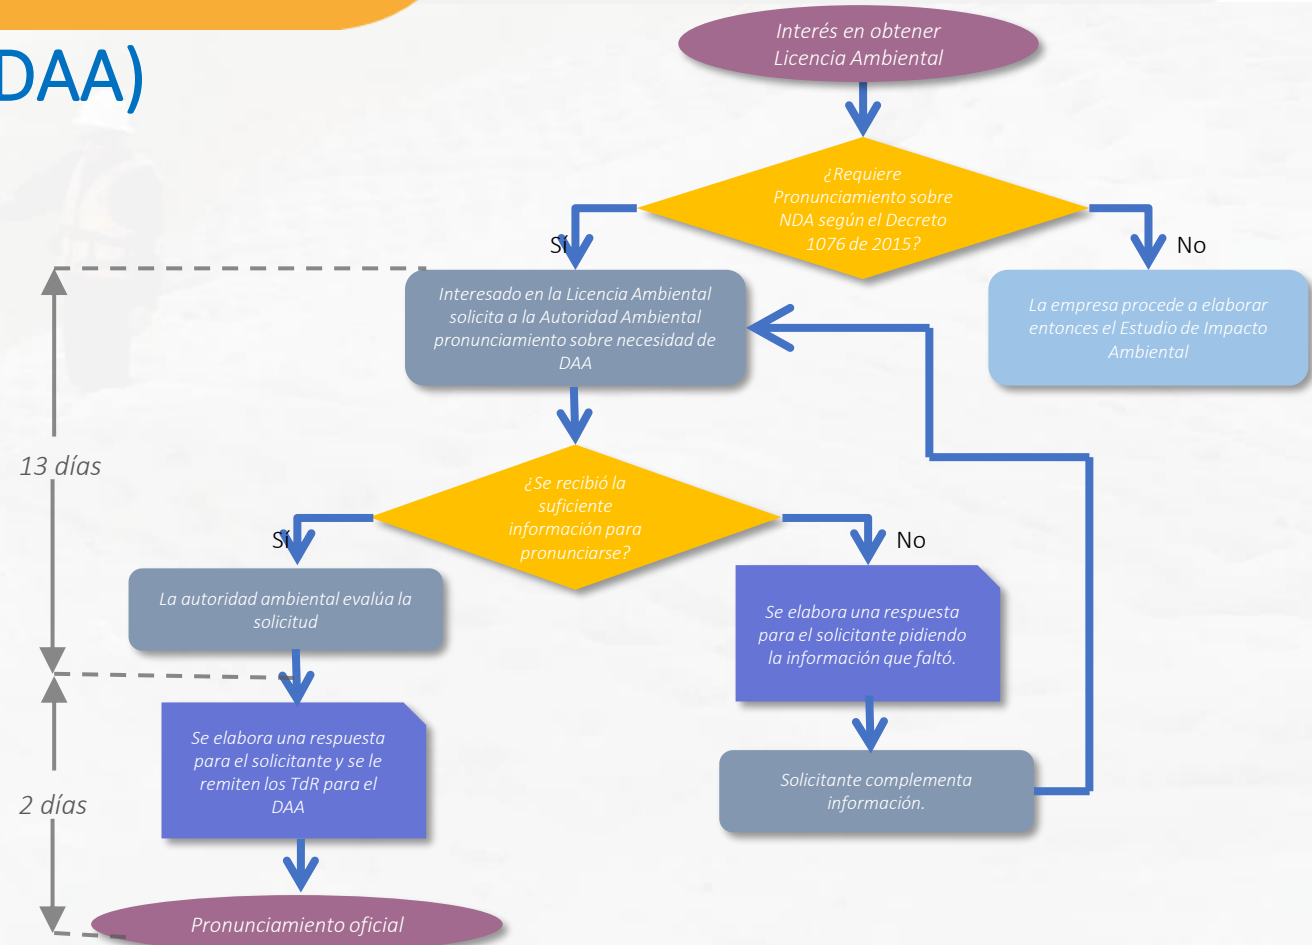 DAA)
Interés en obtener
Licencia Ambiental
¿Requiere
Pronunciamiento sobre
NDA según el Decreto
1076 de 2015?
Sí
No
Interesado en la Licencia Ambiental
solicita a la Autoridad Ambiental
pronunciamiento sobre necesidad de
DAA
La empresa procede a elaborar
entonces el Estudio de Impacto
Ambiental
13 días
¿Se recibió la
suficiente
información para
pronunciarse?
Sí
No
La autoridad ambiental evalúa la
solicitud
Se elabora una respuesta
para el solicitante pidiendo
la información que faltó.
Se elabora una respuesta
para el solicitante y se le
remiten los TdR para el
DAA
Solicitante complementa
información.
2 días
Pronunciamiento oficial